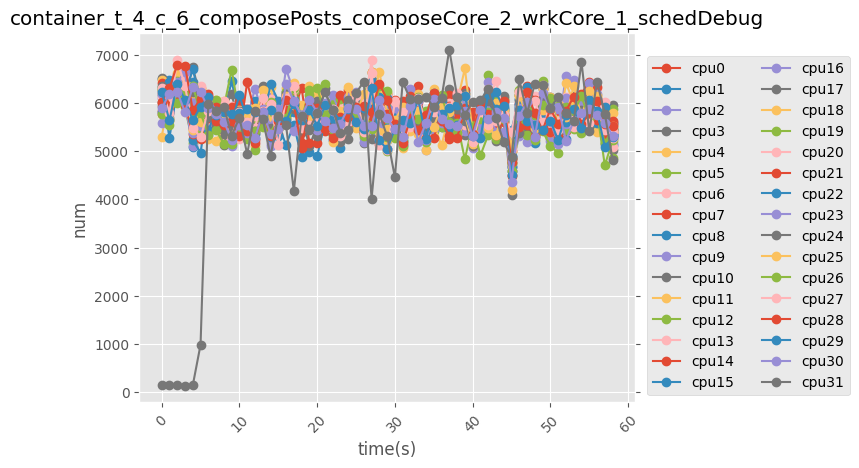 container_t_4_c_6_composePosts_composeCore_2_wrkCore_1_schedDebug
7000
6000
5000
4000
3000
2000
1000
0
num
0
10
20
30
40
50
60
time(s)
cpu0
cpu1
cpu2
cpu3
cpu4
cpu5
cpu6
cpu7
cpu8
cpu9
cpu10
cpu11
cpu12
cpu13
cpu14
cpu15
cpu16
cpu17
cpu18
cpu19
cpu20
cpu21
cpu22
cpu23
cpu24
cpu25
cpu26
cpu27
cpu28
cpu29
cpu30
cpu31